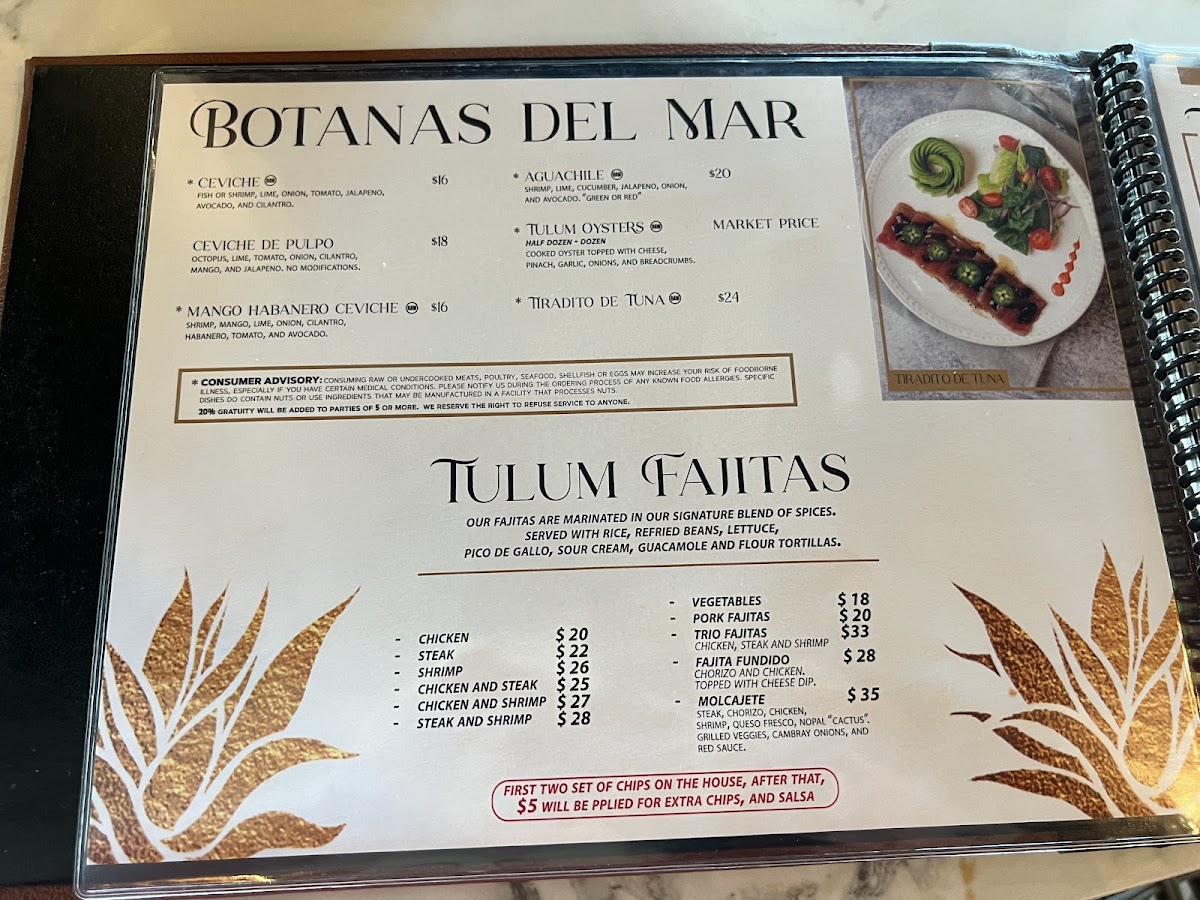 BOTANAS DEL MAR
* CEVICHE RAW $16
FISH OR SHRIMP, LIME, ONION, TOMATO, JALAPENO,
AVOCADO, AND CILANTRO.
CEVICHE DE PULPO $18
OCTOPUS, LIME, TOMATO, ONION, CILANTRO,
MANGO, AND JALAPENO. NO MODIFICATIONS.
* MANGO HABANERO CEVICHE RAW $16
SHRIMP, MANGO, LIME, ONION, CILANTRO,
HABANERO, TOMATO, AND AVOCADO.
* AGUACHILE RAW $20
SHRIMP, LIME, CUCUMBER, JALAPENO, ONION,
AND AVOCADO. "GREEN OR RED"
* TULUM OYSTERS RAW MARKET PRICE
HALF DOZEN - DOZEN
COOKED OYSTER TOPPED WITH CHEESE,
PINACH, GARLIC, ONIONS, AND BREADCRUMBS.
* TIRADITO DE TUNA RAW $24
TIRADITO DE TUNA
* CONSUMER ADVISORY: CONSUMING RAW OR UNDERCOOKED MEATS, POULTRY, SEAFOOD, SHELLFISH OR EGGS MAY INCREASE YOUR RISK OF FOODBORNE
ILLNESS, ESPECIALLY IF YOU HAVE CERTAIN MEDICAL CONDITIONS. PLEASE NOTIFY US DURING THE ORDERING PROCESS OF ANY KNOWN FOOD ALLERGIES. SPECIFIC
DISHES DO CONTAIN NUTS OR USE INGREDIENTS THAT MAY BE MANUFACTURED IN A FACILITY THAT PROCESSES NUTS.
20% GRATUITY WILL BE ADDED TO PARTIES OF 5 OR MORE. WE RESERVE THE RIGHT TO REFUSE SERVICE TO ANYONE.
TULUM FAJITAS
OUR FAJITAS ARE MARINATED IN OUR SIGNATURE BLEND OF SPICES.
SERVED WITH RICE, REFRIED BEANS, LETTUCE,
PICO DE GALLO, SOUR CREAM, GUACAMOLE AND FLOUR TORTILLAS.
- CHICKEN $ 20
- STEAK $ 22
- SHRIMP $ 26
- CHICKEN AND STEAK $ 25
- CHICKEN AND SHRIMP $ 27
- STEAK AND SHRIMP $ 28
- VEGETABLES $ 18
- PORK FAJITAS $ 20
- TRIO FAJITAS $33
CHICKEN, STEAK AND SHRIMP
- FAJITA FUNDIDO $ 28
CHORIZO AND CHICKEN.
TOPPED WITH CHEESE DIP.
- MOLCAJETE $ 35
STEAK, CHORIZO, CHICKEN,
SHRIMP, QUESO FRESCO, NOPAL "CACTUS".
GRILLED VEGGIES, CAMBRAY ONIONS, AND
RED SAUCE.
FIRST TWO SET OF CHIPS ON THE HOUSE, AFTER THAT,
$5 WILL BE PPLIED FOR EXTRA CHIPS, AND SALSA